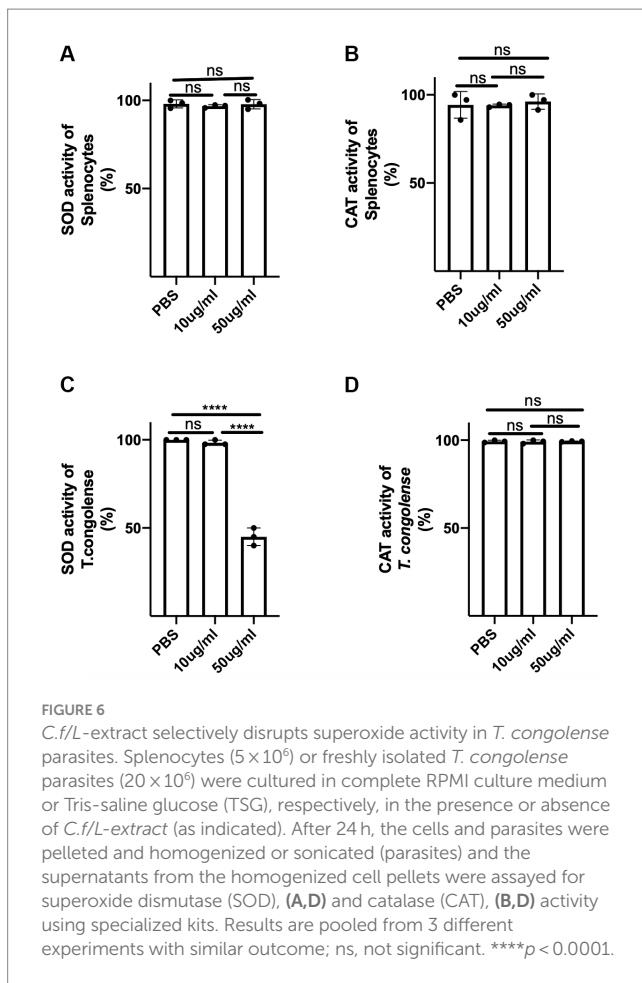 A
ns
ns
ns
100
50
SOD activity of
Splenocytes
(%)
PBS
10ug/ml
50ug/ml
B
ns
ns
ns
100
50
CAT activity of
Splenocytes
(%)
PBS
10ug/ml
50ug/ml
C
****
ns
****
100
50
SOD activity of
T.congolense
(%)
PBS
10ug/ml
50ug/ml
D
ns
ns
ns
100
50
CAT activity of
T. congolense
(%)
PBS
10ug/ml
50ug/ml
FIGURE 6
C.f/L-extract selectively disrupts superoxide activity in T. congolense
parasites. Splenocytes (5 × 10⁶) or freshly isolated T. congolense
parasites (20 × 10⁶) were cultured in complete RPMI culture medium
or Tris-saline glucose (TSG), respectively, in the presence or absence
of C.f/L-extract (as indicated). After 24 h, the cells and parasites were
pelleted and homogenized or sonicated (parasites) and the
supernatants from the homogenized cell pellets were assayed for
superoxide dismutase (SOD), (A,D) and catalase (CAT), (B,D) activity
using specialized kits. Results are pooled from 3 different
experiments with similar outcome; ns, not significant. ****p < 0.0001.